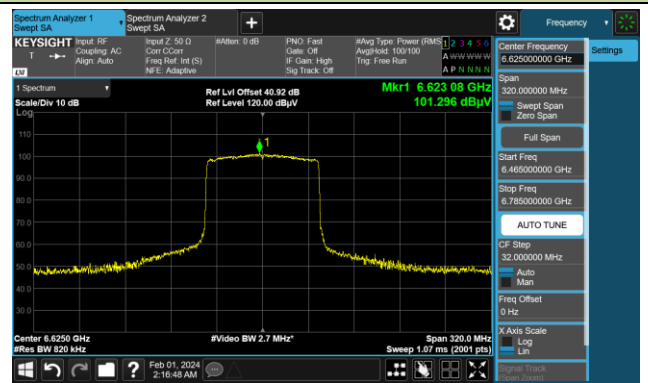 Spectrum Analyzer 1
Swept SA
Spectrum Analyzer 2
Swept SA
Frequency
KEYSIGHT
Input: RF
Coupling: AC
Align: Auto
Input Z: 50 Ω
Corr CCorr
Freq Ref: Int (S)
NFE: Adaptive
#Atten: 0 dB
PNO: Fast
Gate: Off
IF Gain: High
Sig Track: Off
#Avg Type: Power (RMS
Avg|Hold: 100/100
Trig: Free Run
1 2 3 4 5 6
A W W W W W
A P N N N N
T
LXI
1 Spectrum
Scale/Div 10 dB
Log
Ref Lvl Offset 40.92 dB
Ref Level 120.00 dBµV
Mkr1 6.623 08 GHz
101.296 dBµV
1
110
100
90.0
80.0
70.0
60.0
50.0
40.0
30.0
Center 6.6250 GHz
#Res BW 820 kHz
#Video BW 2.7 MHz*
Span 320.0 MHz
Sweep 1.07 ms (2001 pts)
Feb 01, 2024
2:16:48 AM
?
Center Frequency
6.625000000 GHz
Settings
Span
320.000000 MHz
Swept Span
Zero Span
Full Span
Start Freq
6.465000000 GHz
Stop Freq
6.785000000 GHz
AUTO TUNE
CF Step
32.000000 MHz
Auto
Man
Freq Offset
0 Hz
X Axis Scale
Log
Lin
Signal Track
(Span Zoom)